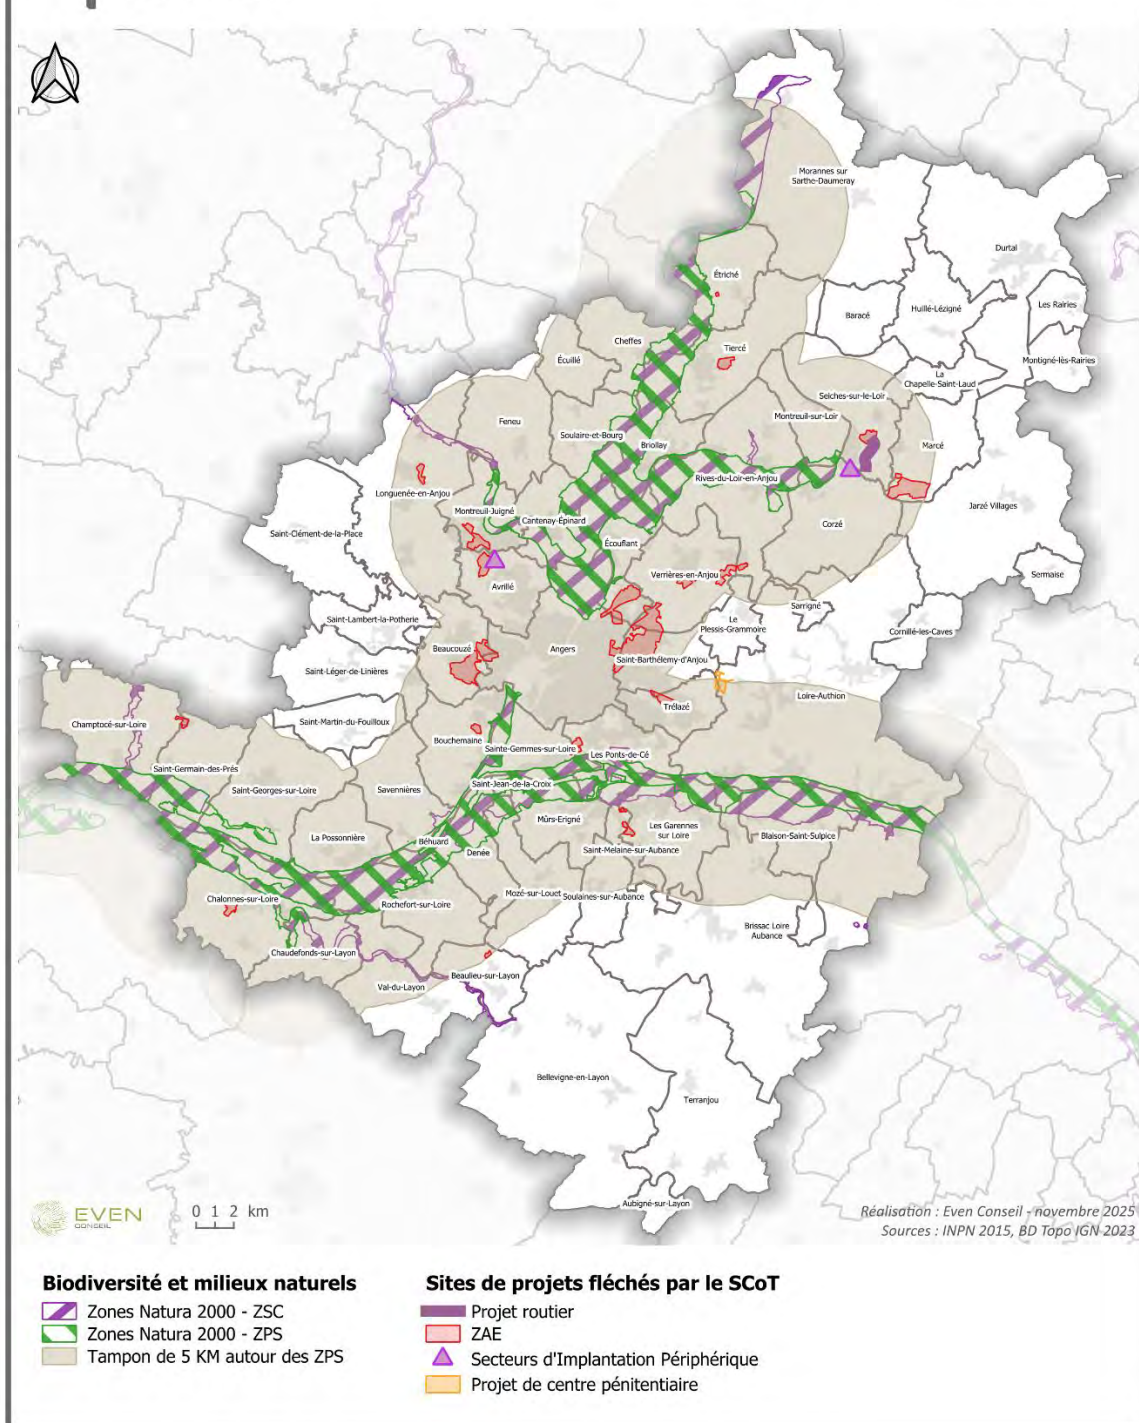 Morannes sur
Sarthe-Daumeray
Durtal
Étriché
Baracé
Huillé-Lézigné
Les Rairies
Cheffes
Tiercé
Écuillé
Montigné-lès-Rairies
La
Chapelle-Saint-Laud
Seiches-sur-le-Loir
Montreuil-sur-Loir
Feneu
Soulaire-et-Bourg
Briollay
Marcé
Rives-du-Loir-en-Anjou
Longuenée-en-Anjou
Jarzé Villages
Montreuil-Juigné
Cantenay-Épinard
Corzé
Saint-Clément-de-la-Place
Écouflant
Verrières-en-Anjou
Sermaise
Avrillé
Sarrigné
Saint-Lambert-la-Potherie
Le
Plessis-Grammoire
Cornillé-les-Caves
Beaucouzé
Angers
Saint-Barthélemy-d'Anjou
Saint-Léger-de-Linières
Loire-Authion
Trélazé
Champtocé-sur-Loire
Saint-Martin-du-Fouilloux
Bouchemaine
Sainte-Gemmes-sur-Loire
Les Ponts-de-Cé
Saint-Germain-des-Prés
Saint-Jean-de-la-Croix
Saint-Georges-sur-Loire
Savennières
Mûrs-Erigné
Les Garennes
sur Loire
La Possonnière
Blaison-Saint-Sulpice
Béhuard
Denée
Saint-Melaine-sur-Aubance
Chalonnes-sur-Loire
Rochefort-sur-Loire
Mozé-sur-Louet
Soulaines-sur-Aubance
Brissac Loire
Aubance
Chaudefonds-sur-Layon
Beaulieu-sur-Layon
Val-du-Layon
Bellevigne-en-Layon
Terranjou
Aubigné-sur-Layon
EVEN
CONSEIL
0 1 2 km
Réalisation : Even Conseil - novembre 2025
Sources : INPN 2015, BD Topo IGN 2023
Biodiversité et milieux naturels
Zones Natura 2000 - ZSC
Zones Natura 2000 - ZPS
Tampon de 5 KM autour des ZPS
Sites de projets fléchés par le SCoT
Projet routier
ZAE
Secteurs d'Implantation Périphérique
Projet de centre pénitentiaire